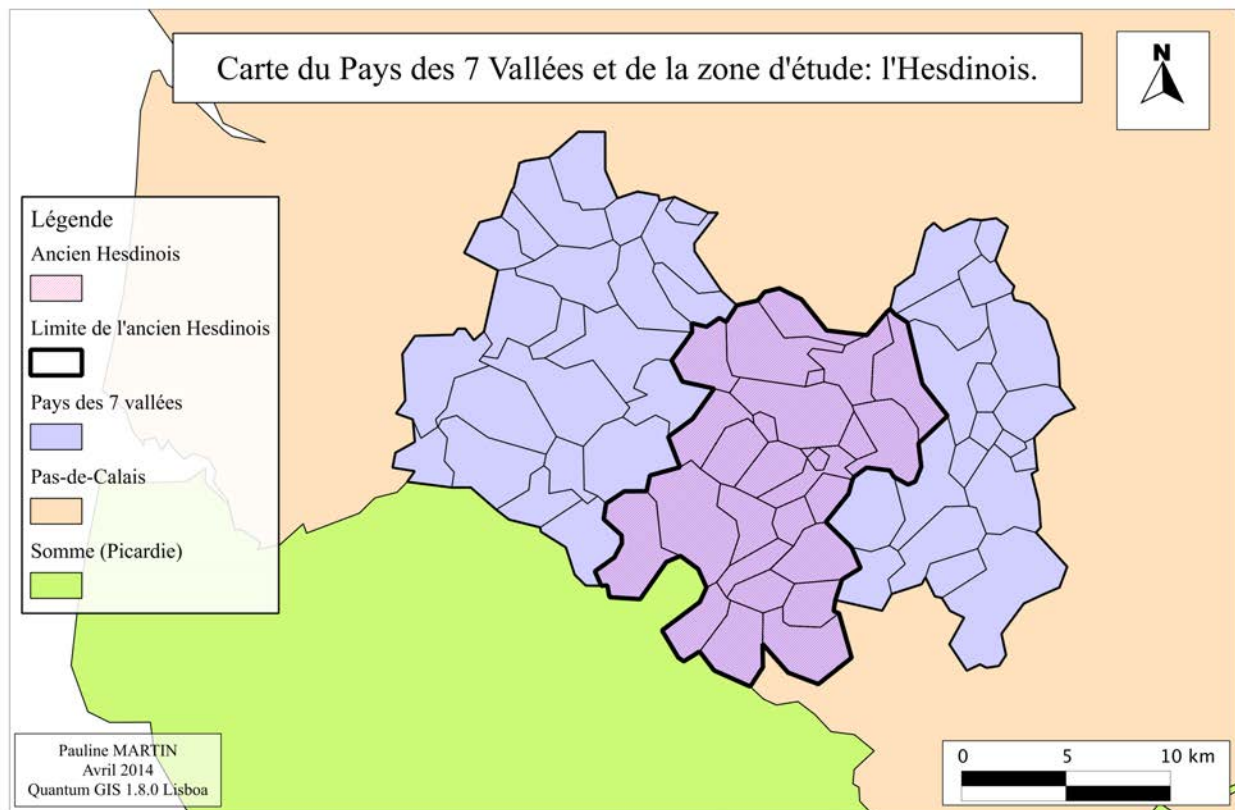 Carte du Pays des 7 Vallées et de la zone d'étude: l'Hesdinois.
N
Légende
Ancien Hesdinois
Limite de l'ancien Hesdinois
Pays des 7 vallées
Pas-de-Calais
Somme (Picardie)
Pauline MARTIN
Avril 2014
Quantum GIS 1.8.0 Lisboa
0 5 10 km